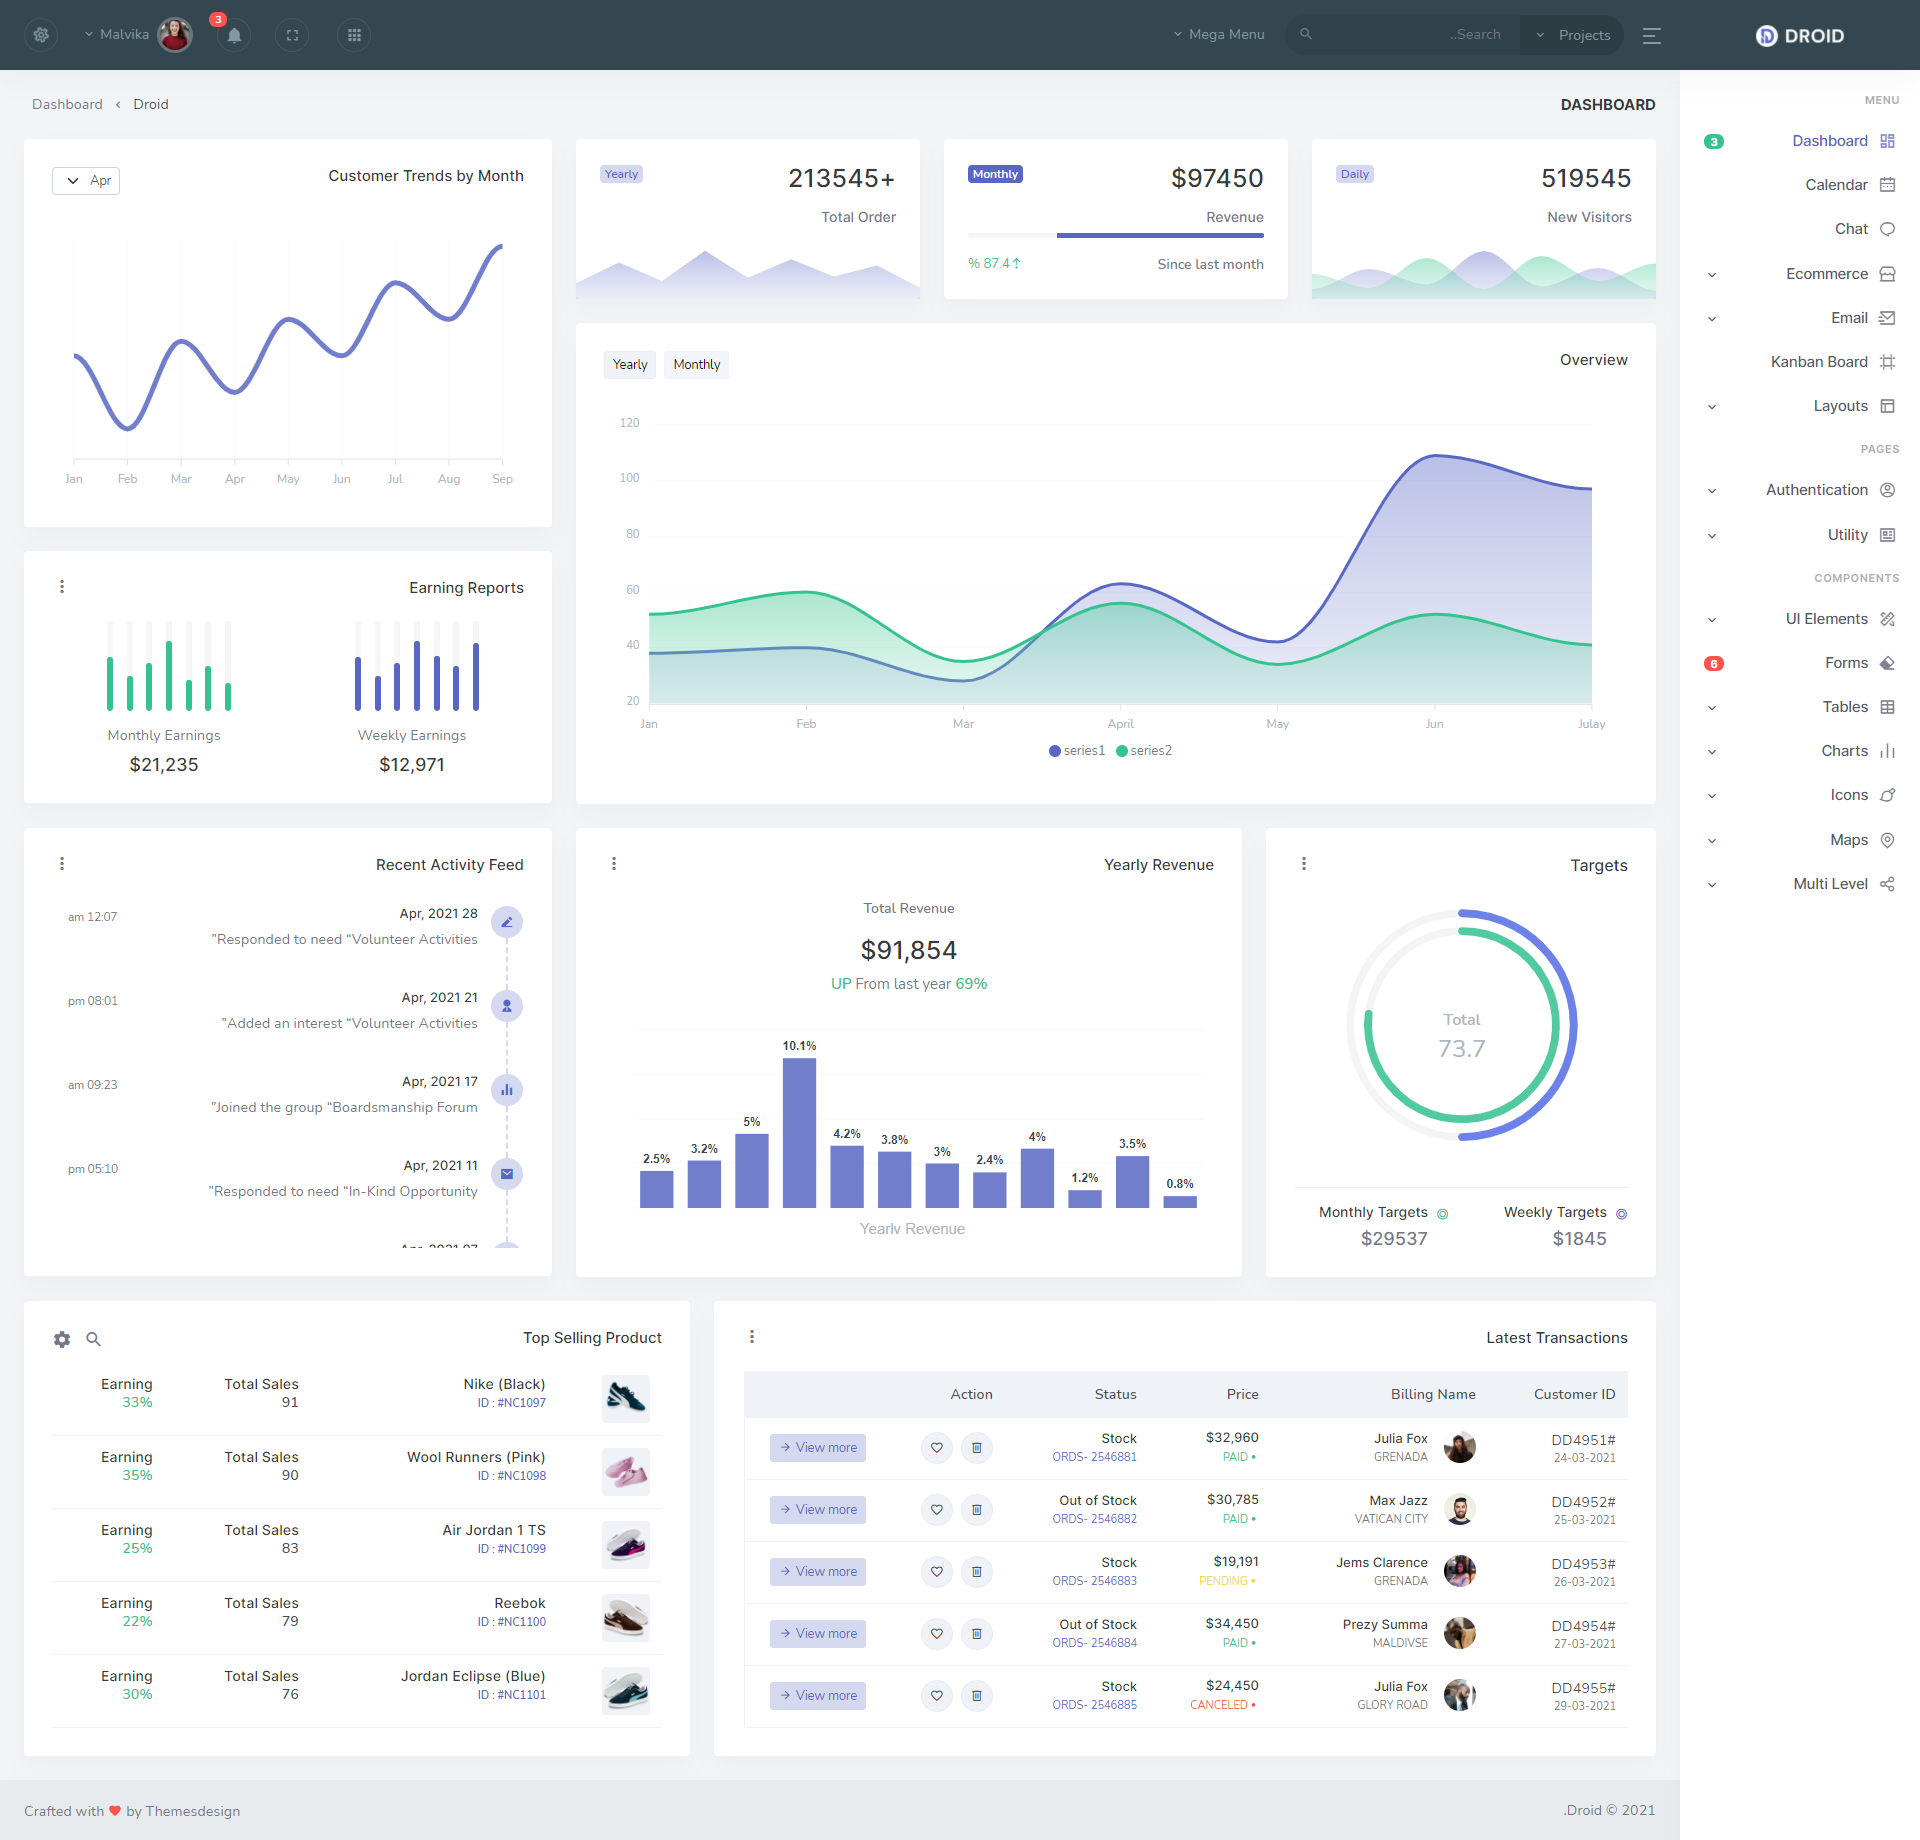 Malvika
3
Mega Menu
..Search
Projects
DROID
Dashboard
Droid
DASHBOARD
MENU
3
Dashboard
Calendar
Chat
Ecommerce
Email
Kanban Board
Layouts
PAGES
Authentication
Utility
COMPONENTS
UI Elements
6
Forms
Tables
Charts
Icons
Maps
Multi Level
Apr
Customer Trends by Month
Jan Feb Mar Apr May Jun Jul Aug Sep
Yearly
213545+
Total Order
Monthly
$97450
Revenue
% 87.4
Since last month
Daily
519545
New Visitors
Yearly
Monthly
Overview
120
100
80
60
40
20
Jan Feb Mar April May Jun Julay
series1 series2
Earning Reports
Monthly Earnings
$21,235
Weekly Earnings
$12,971
Recent Activity Feed
am 12:07
Apr, 2021 28
"Responded to need “Volunteer Activities
pm 08:01
Apr, 2021 21
"Added an interest “Volunteer Activities
am 09:23
Apr, 2021 17
"Joined the group “Boardsmanship Forum
pm 05:10
Apr, 2021 11
"Responded to need “In-Kind Opportunity
Apr, 2021 07
Yearly Revenue
Total Revenue
$91,854
UP From last year 69%
2.5%
3.2%
5%
10.1%
4.2%
3.8%
3%
2.4%
4%
1.2%
3.5%
0.8%
Yearly Revenue
Targets
Total
73.7
Monthly Targets
$29537
Weekly Targets
$1845
Top Selling Product
Earning Total Sales Nike (Black)
33% 91 ID : #NC1097
Earning Total Sales Wool Runners (Pink)
35% 90 ID : #NC1098
Earning Total Sales Air Jordan 1 TS
25% 83 ID : #NC1099
Earning Total Sales Reebok
22% 79 ID : #NC1100
Earning Total Sales Jordan Eclipse (Blue)
30% 76 ID : #NC1101
Latest Transactions
Action Status Price Billing Name Customer ID
View more Stock $32,960 Julia Fox DD4951#
ORDS- 2546881 PAID • GRENADA 24-03-2021
View more Out of Stock $30,785 Max Jazz DD4952#
ORDS- 2546882 PAID • VATICAN CITY 25-03-2021
View more Stock $19,191 Jems Clarence DD4953#
ORDS- 2546883 PENDING • GRENADA 26-03-2021
View more Out of Stock $34,450 Prezy Summa DD4954#
ORDS- 2546884 PAID • MALDIVSE 27-03-2021
View more Stock $24,450 Julia Fox DD4955#
ORDS- 2546885 CANCELED • GLORY ROAD 29-03-2021
Crafted with ♥ by Themesdesign
.Droid © 2021